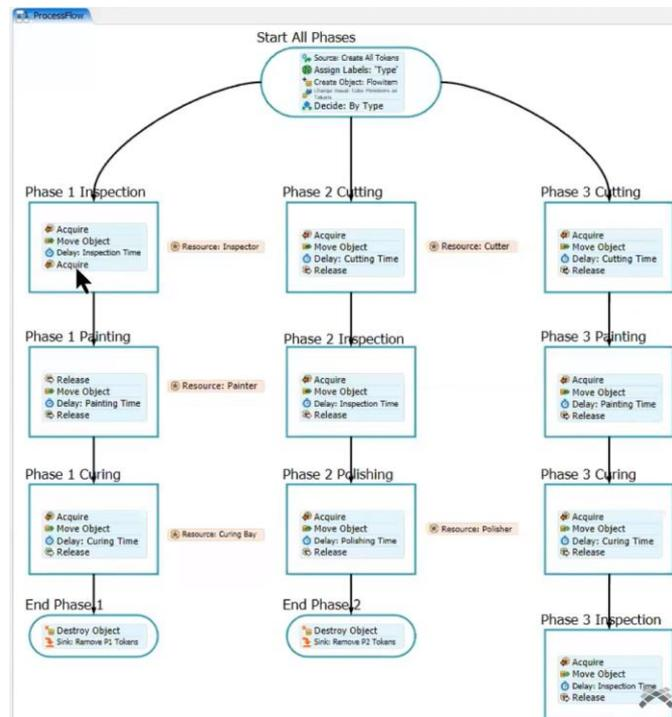 ProcessFlow
Start All Phases
Source: Create All Tokens
Assign Labels: "Type"
Create Object: FlowItem
Tokens
Decide: By Type
Phase 1 Inspection
Acquire
Move Object
Delay: Inspection Time
Acquire
Resource: Inspector
Phase 2 Cutting
Acquire
Move Object
Delay: Cutting Time
Release
Resource: Cutter
Phase 3 Cutting
Acquire
Move Object
Delay: Cutting Time
Release
Phase 1 Painting
Release
Move Object
Delay: Painting Time
Release
Resource: Painter
Phase 2 Inspection
Acquire
Move Object
Delay: Inspection Time
Release
Phase 3 Painting
Acquire
Move Object
Delay: Painting Time
Release
Phase 1 Curing
Acquire
Move Object
Delay: Curing Time
Release
Resource: Curing Bay
Phase 2 Polishing
Acquire
Move Object
Delay: Polishing Time
Release
Resource: Polisher
Phase 3 Curing
Acquire
Move Object
Delay: Curing Time
Release
End Phase 1
Destroy Object
Sink: Remove P1 Tokens
End Phase 2
Destroy Object
Sink: Remove P2 Tokens
Phase 3 Inspection
Acquire
Move Object
Delay: Inspection Time
Release